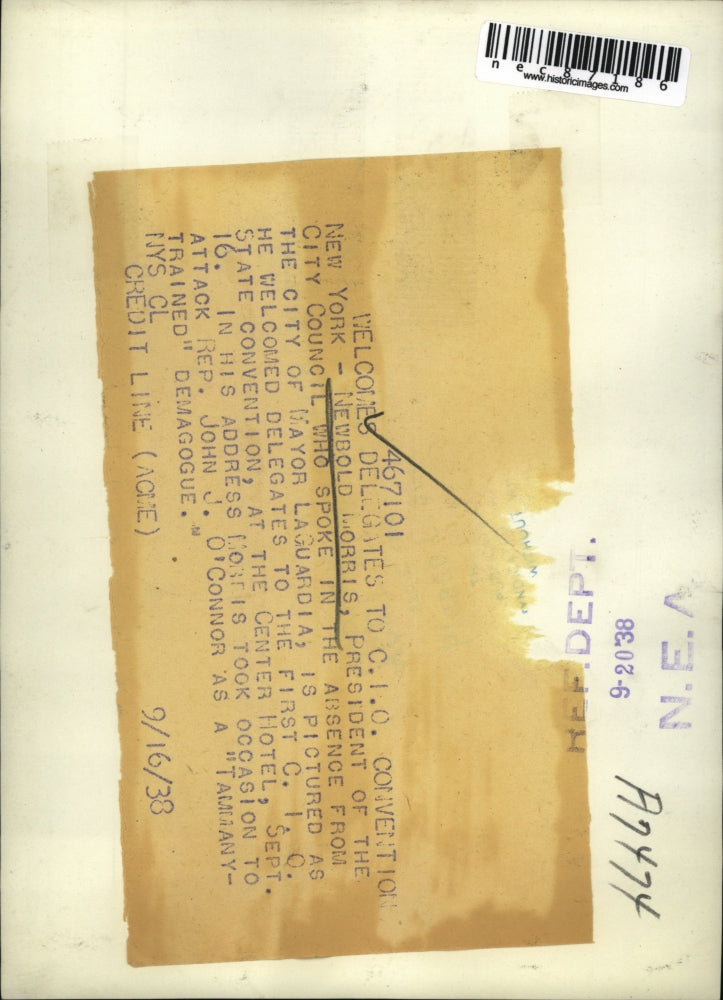 nec87186
www.historicimages.com
N.E.A
9-20 38
REF.DEPT.
A7474
467101
WELCOMES DELEGATES TO C.I.O. CONVENTION
NEW YORK - NEWBOLD MORRIS, PRESIDENT OF THE
CITY COUNCIL WHO SPOKE IN THE ABSENCE FROM
THE CITY OF MAYOR LAGUARDIA, IS PICTURED AS
HE WELCOMED DELEGATES TO THE FIRST C. I. O.
STATE CONVENTION, AT THE CENTER HOTEL, SEPT.
16. IN HIS ADDRESS MORRIS TOOK OCCASION TO
ATTACK REP. JOHN J. O'CONNOR AS A "TAMMANY-
TRAINED" DEMAGOGUE."
NYS CL
CREDIT LINE (ACME) 9/16/38